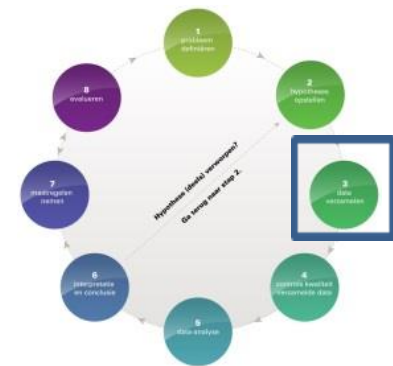 1
probleem
definiëren
2
hypotheses
opstellen
3
data
verzamelen
4
controle kwaliteit
verzamelde data
5
data-analyse
6
interpretatie
en conclusie
7
maatregelen
nemen
8
evalueren
Hypothese (deels) verworpen?
Ga terug naar stap 2.